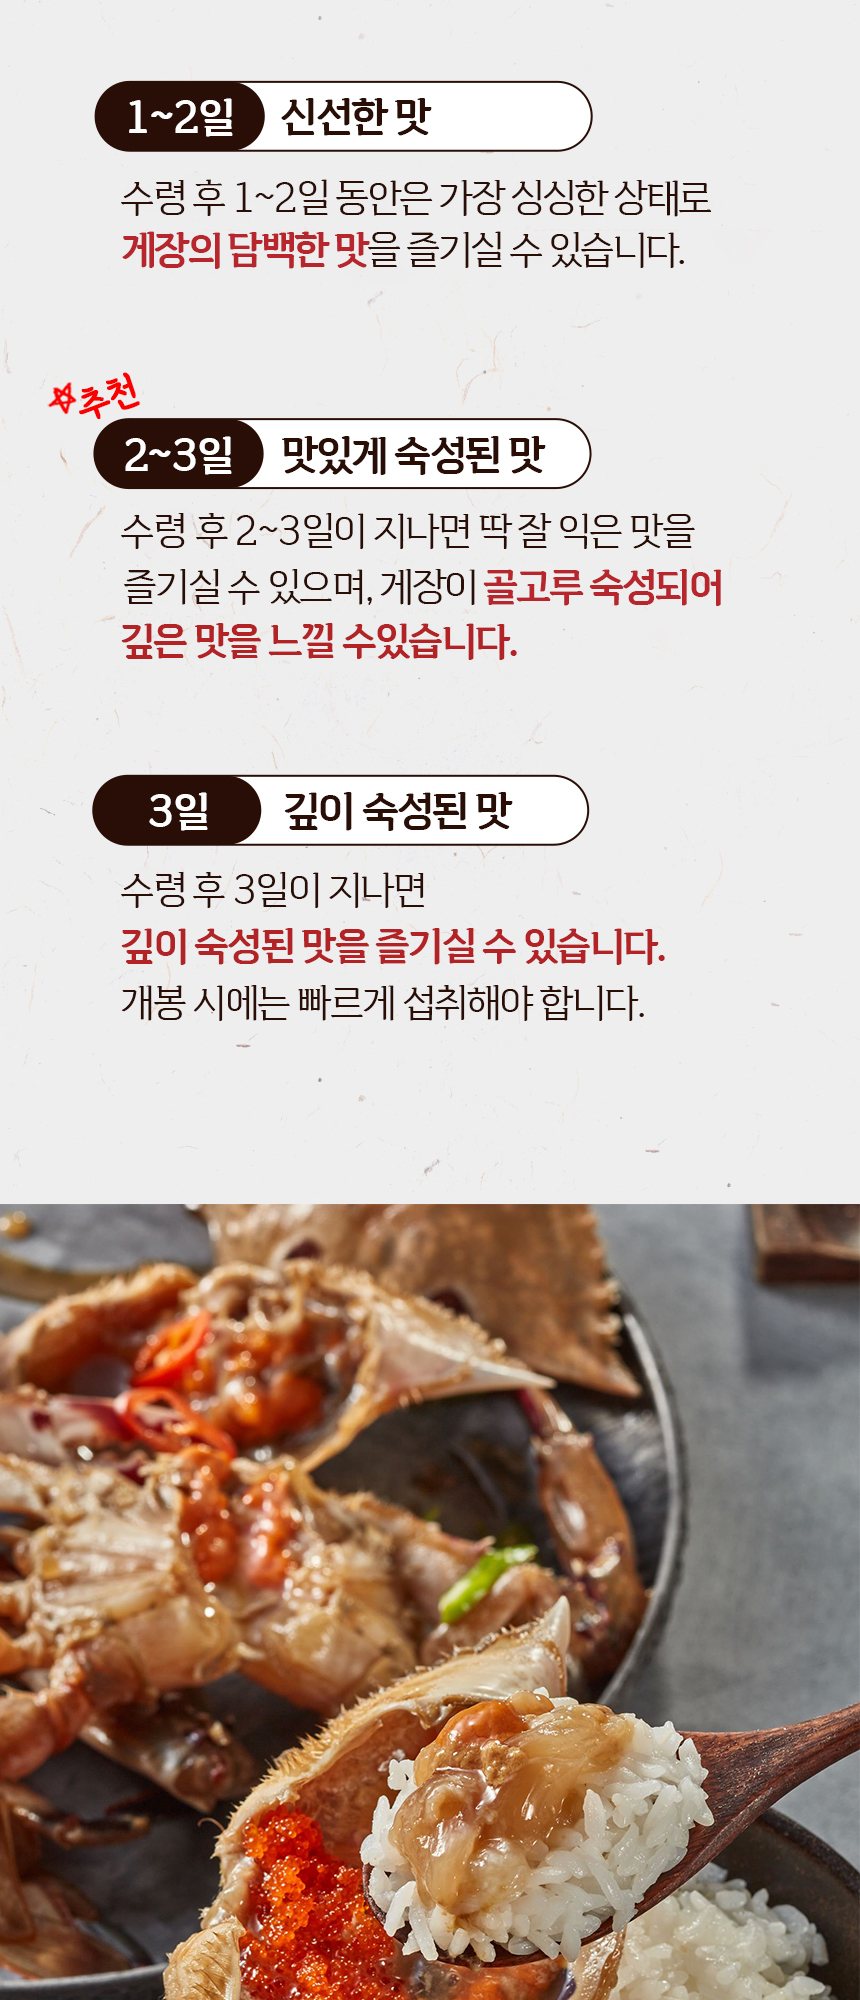 1~2일 신선한 맛
수령 후 1~2일 동안은 가장 싱싱한 상태로
게장의 담백한 맛을 즐기실 수 있습니다.
추천
2~3일 맛있게 숙성된 맛
수령 후 2~3일이 지나면 딱 잘 익은 맛을
즐기실 수 있으며, 게장이 골고루 숙성되어
깊은 맛을 느낄 수있습니다.
3일 깊이 숙성된 맛
수령 후 3일이 지나면
깊이 숙성된 맛을 즐기실 수 있습니다.
개봉 시에는 빠르게 섭취해야 합니다.